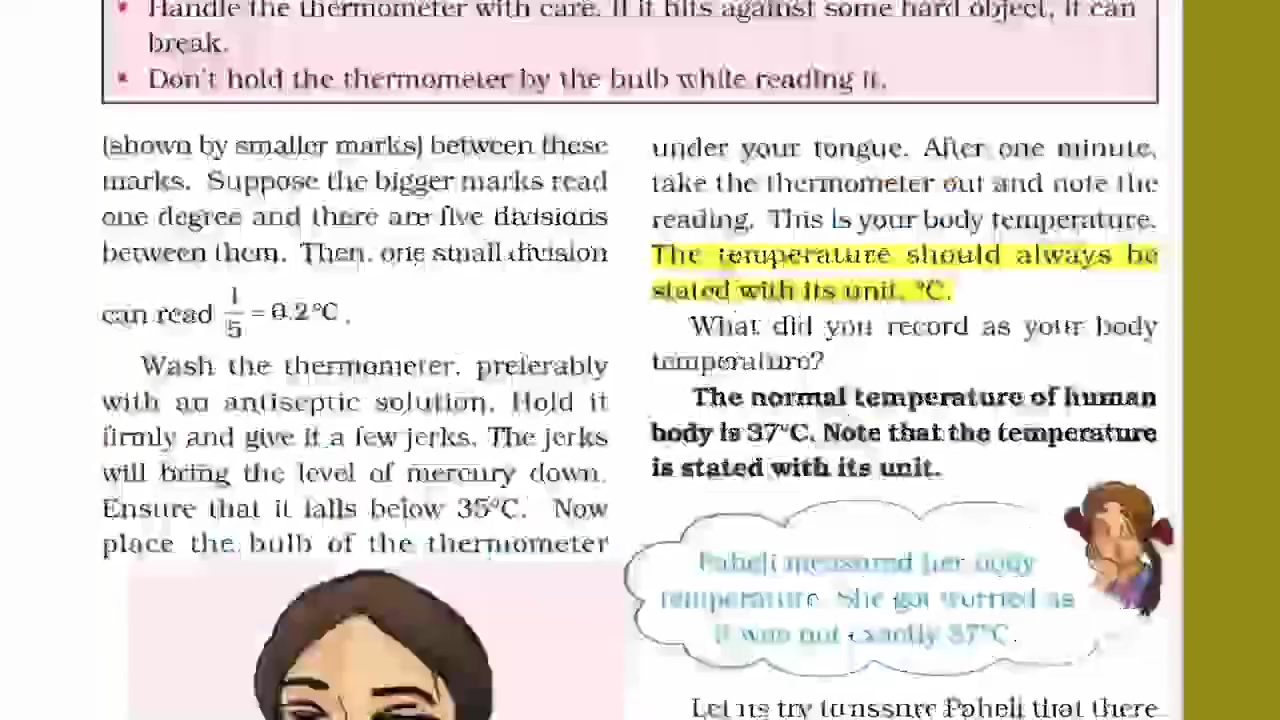 • Handle the thermometer with care. If it hits against some hard object, it can
break.
• Don't hold the thermometer by the bulb while reading it.
(shown by smaller marks) between these
marks. Suppose the bigger marks read
one degree and there are five divisions
between them. Then, one small division
can read 1/5 = 0.2°C .
Wash the thermometer, preferably
with an antiseptic solution. Hold it
firmly and give it a few jerks. The jerks
will bring the level of mercury down.
Ensure that it falls below 35°C. Now
place the bulb of the thermometer
under your tongue. After one minute,
take the thermometer out and note the
reading. This is your body temperature.
The temperature should always be
stated with its unit, °C.
What did you record as your body
temperature?
The normal temperature of human
body is 37°C. Note that the temperature
is stated with its unit.
Paheli measured her body
temperature. She got worried as
it was not exactly 37°C.
Let us try to assure Paheli that there